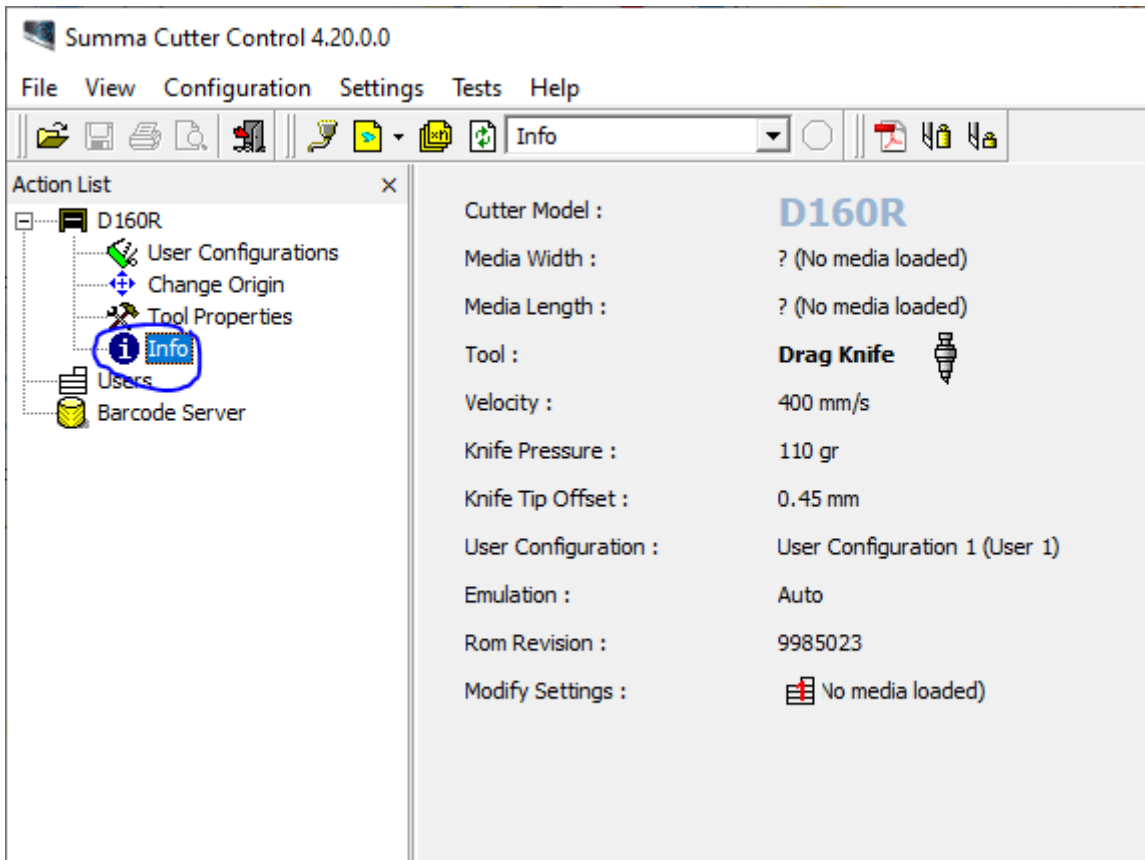 Summa Cutter Control 4.20.0.0
File View Configuration Settings Tests Help
Info
Action List
D160R
User Configurations
Change Origin
Tool Properties
Info
Users
Barcode Server
Cutter Model : D160R
Media Width : ? (No media loaded)
Media Length : ? (No media loaded)
Tool : Drag Knife
Velocity : 400 mm/s
Knife Pressure : 110 gr
Knife Tip Offset : 0.45 mm
User Configuration : User Configuration 1 (User 1)
Emulation : Auto
Rom Revision : 9985023
Modify Settings : No media loaded)